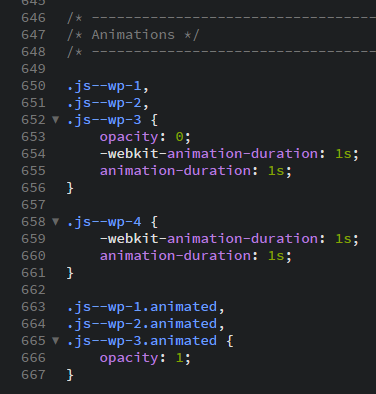 645
646 /* -----------------------------------
647 /* Animations */
648 /* -----------------------------------
649
650 .js--wp-1,
651 .js--wp-2,
652 .js--wp-3 {
653 opacity: 0;
654 -webkit-animation-duration: 1s;
655 animation-duration: 1s;
656 }
657
658 .js--wp-4 {
659 -webkit-animation-duration: 1s;
660 animation-duration: 1s;
661 }
662
663 .js--wp-1.animated,
664 .js--wp-2.animated,
665 .js--wp-3.animated {
666 opacity: 1;
667 }